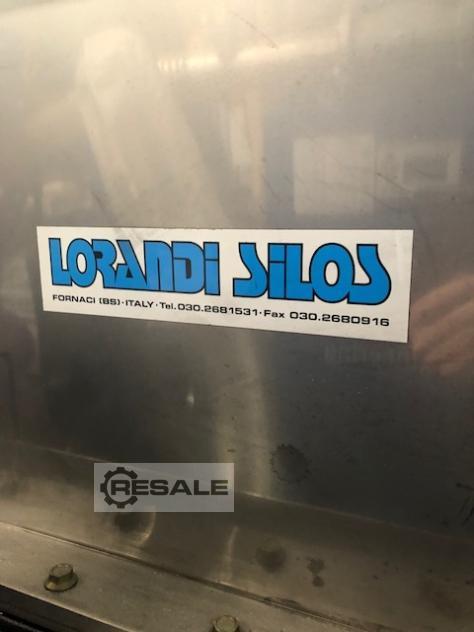 LORANDI SILOS
FORNACI (BS)·ITALY·Tel.030.2681531·Fax 030.2680916
RESALE